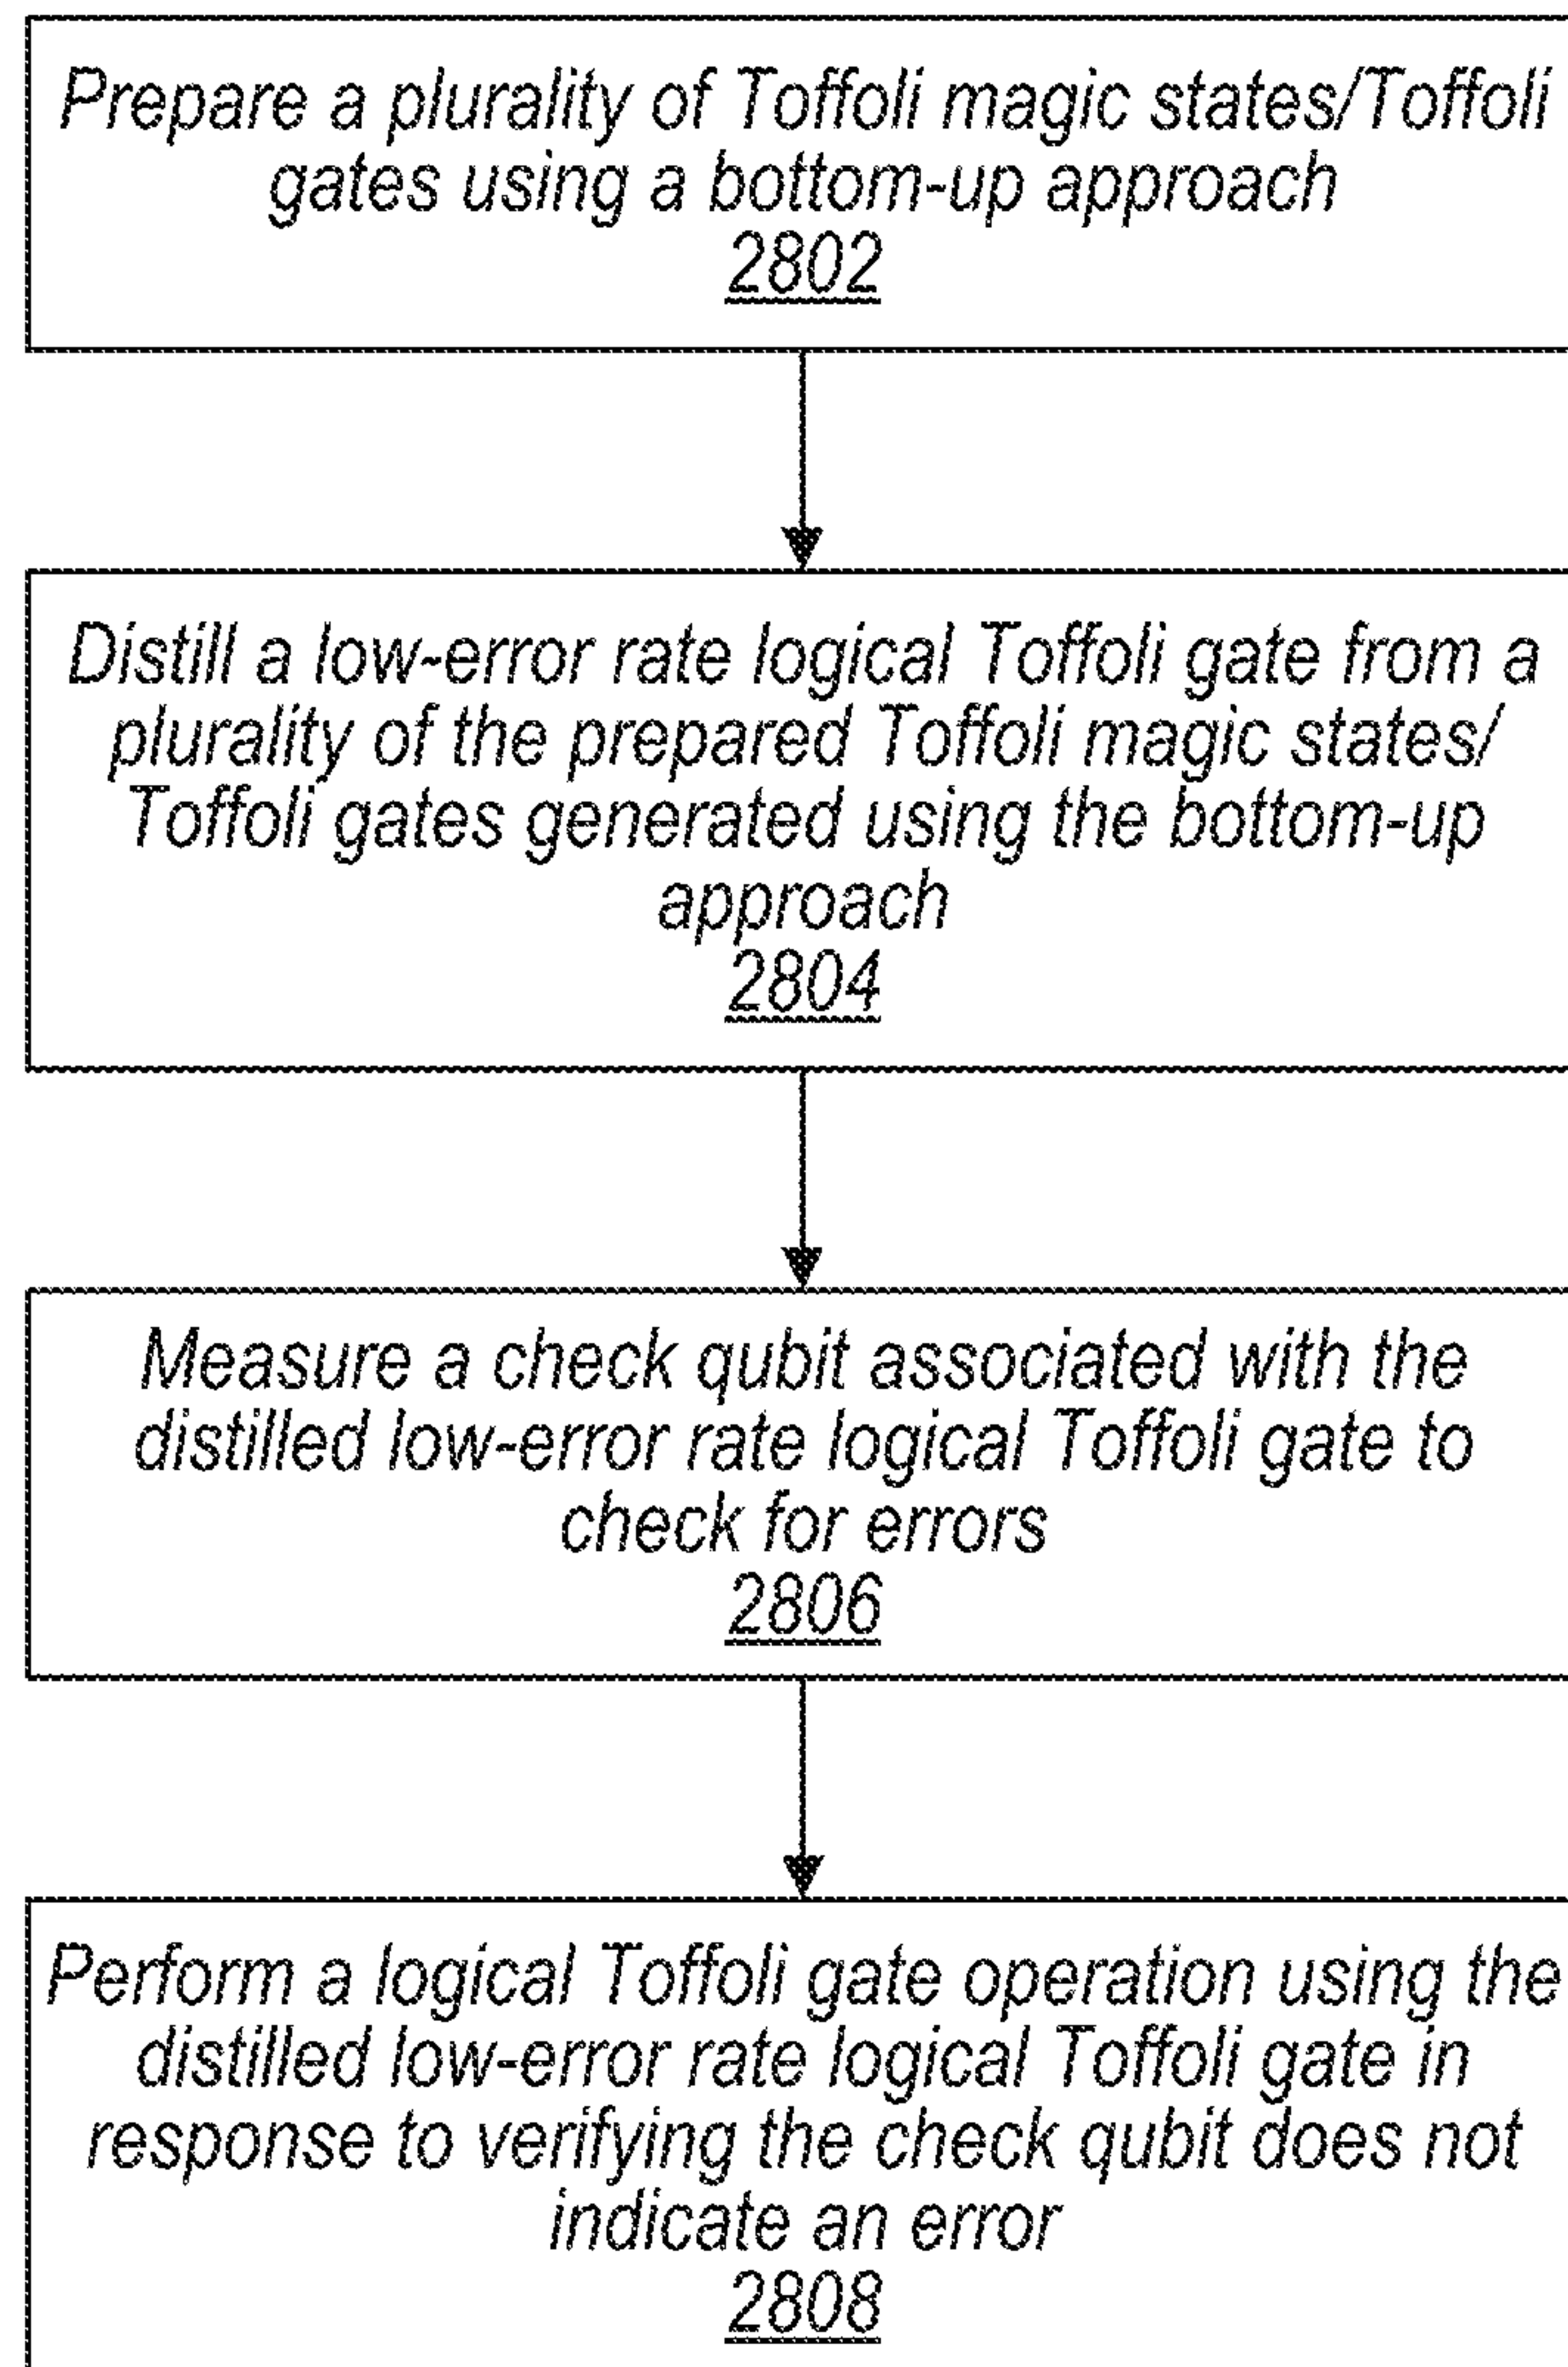 Prepare a plurality of Toffoli magic states/Toffoli
gates using a bottom-up approach
2802
Distill a low-error rate logical Toffoli gate from a
plurality of the prepared Toffoli magic states/
Toffoli gates generated using the bottom-up
approach
2804
Measure a check qubit associated with the
distilled low-error rate logical Toffoli gate to
check for errors
2806
Perform a logical Toffoli gate operation using the
distilled low-error rate logical Toffoli gate in
response to verifying the check qubit does not
indicate an error
2808